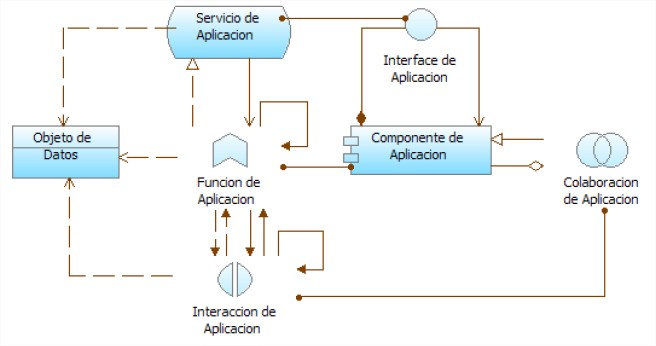 Servicio de
Aplicacion
Interface de
Aplicacion
Objeto de
Datos
Componente de
Aplicacion
Funcion de
Aplicacion
Colaboracion
de Aplicacion
Interaccion de
Aplicacion